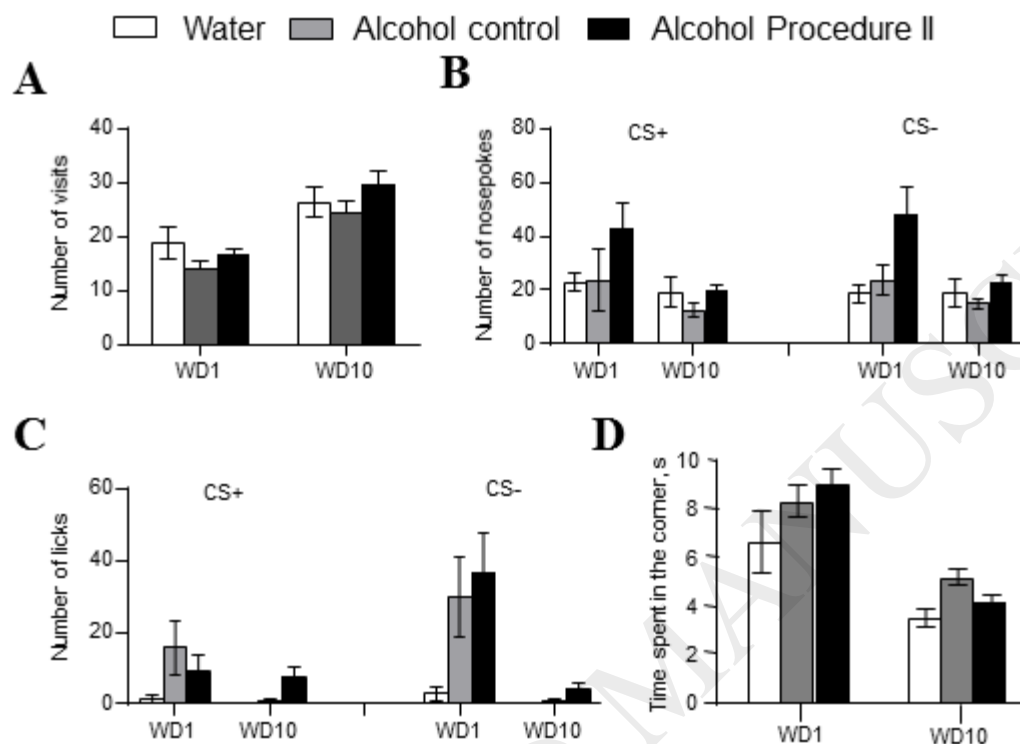 Water Alcohol control Alcohol Procedure II
A
Number of visits
40
30
20
10
0
WD1 WD10
B
Number of nosepokes
80
60
40
20
0
CS+ CS-
WD1 WD10 WD1 WD10
C
Number of licks
60
40
20
0
CS+ CS-
WD1 WD10 WD1 WD10
D
Time spent in the corner, s
10
8
6
4
2
0
WD1 WD10
MANUSC